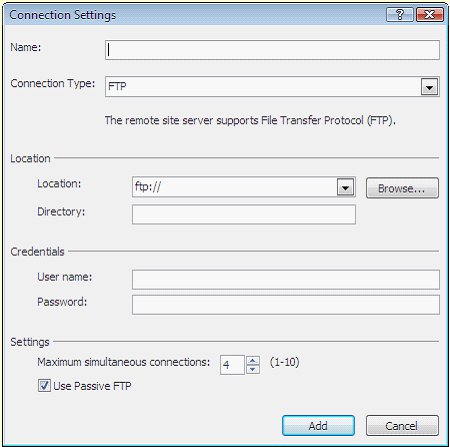 Connection Settings
Name:
Connection Type: FTP
The remote site server supports File Transfer Protocol (FTP).
Location
Location: ftp:// Browse...
Directory:
Credentials
User name:
Password:
Settings
Maximum simultaneous connections: 4 (1-10)
Use Passive FTP
Add Cancel